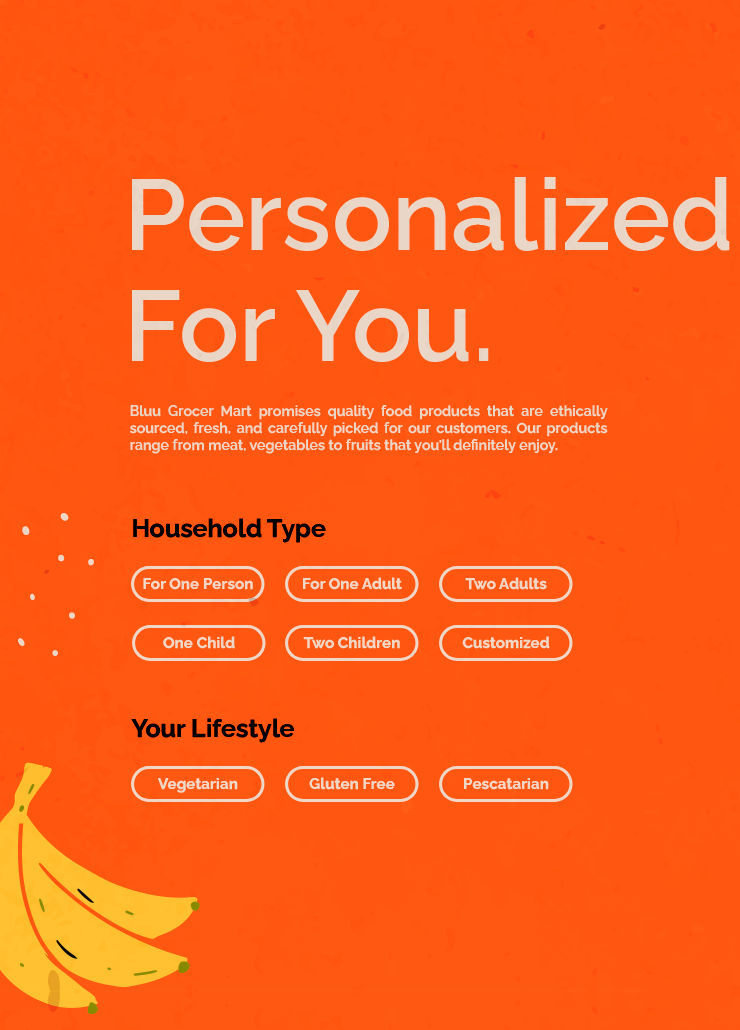 Personalized
For You.
Bluu Grocer Mart promises quality food products that are ethically
sourced, fresh, and carefully picked for our customers. Our products
range from meat, vegetables to fruits that you'll definitely enjoy.
Household Type
For One Person For One Adult Two Adults
One Child Two Children Customized
Your Lifestyle
Vegetarian Gluten Free Pescatarian